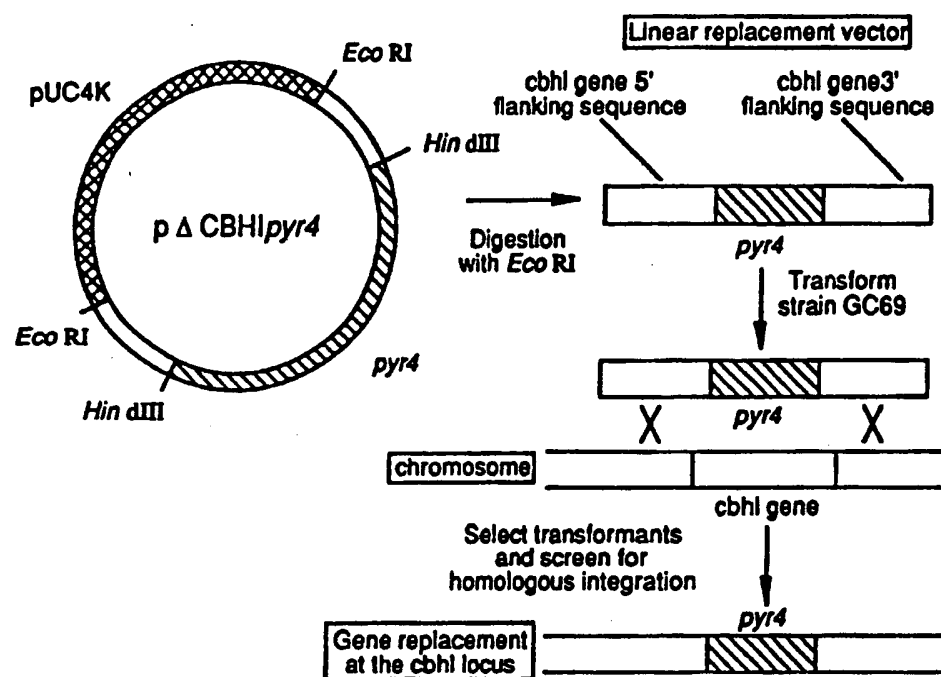 Linear replacement vector
Eco RI
pUC4K
cbhI gene 5'
flanking sequence
cbhI gene3'
flanking sequence
Hin dIII
p Δ CBHIpyr4
Digestion
with Eco RI
pyr4
Transform
strain GC69
Eco RI
pyr4
Hin dIII
pyr4
X
X
chromosome
cbhI gene
Select transformants
and screen for
homologous integration
pyr4
Gene replacement
at the cbhI locus